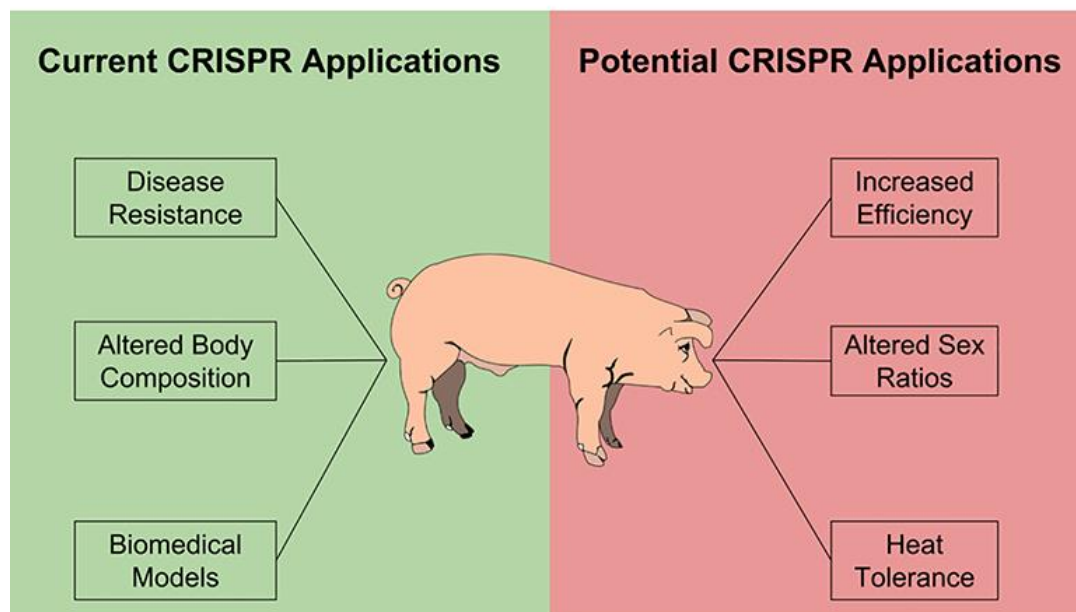 Current CRISPR Applications
Disease
Resistance
Altered Body
Composition
Biomedical
Models
Potential CRISPR Applications
Increased
Efficiency
Altered Sex
Ratios
Heat
Tolerance